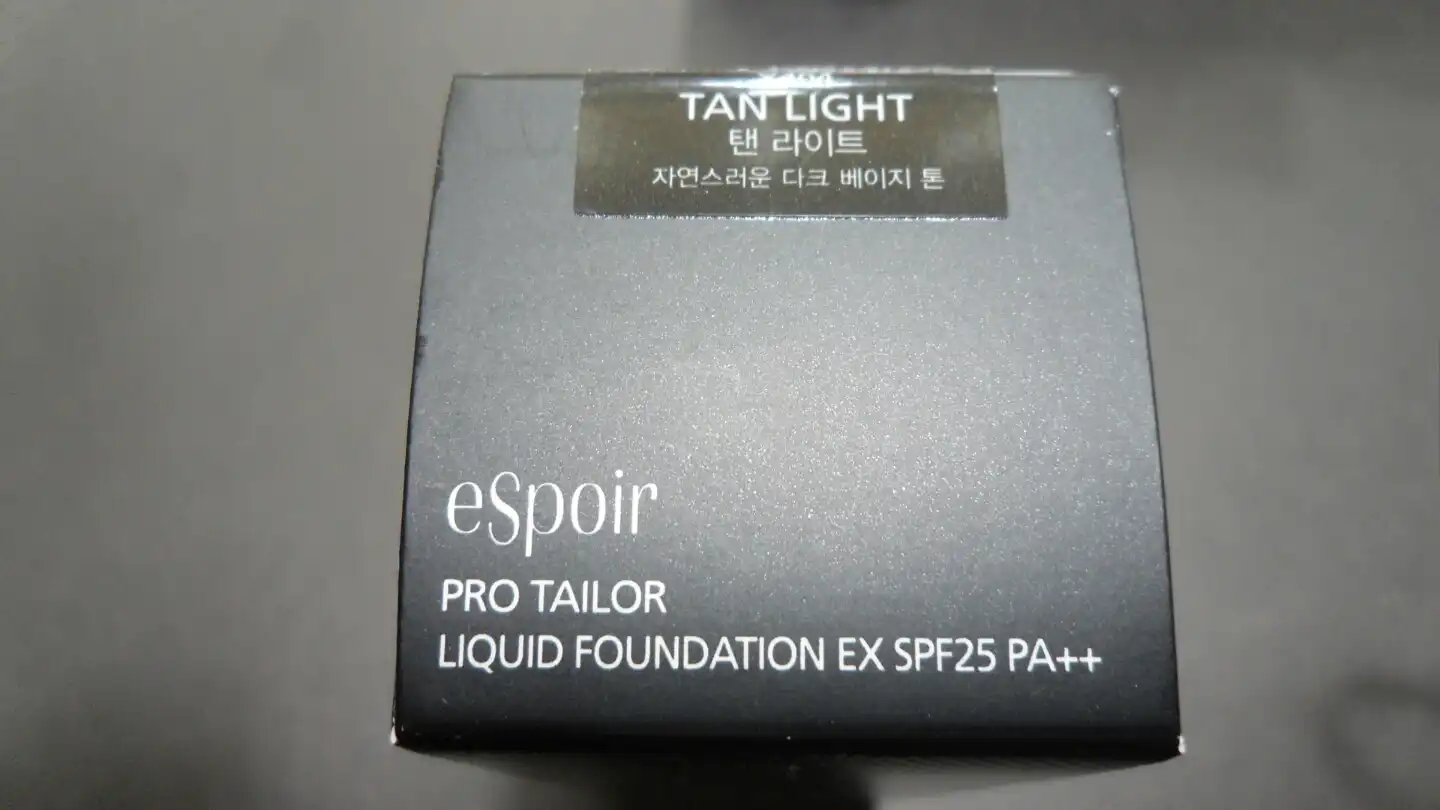 TAN LIGHT
탠 라이트
자연스러운 다크 베이지 톤
eSpoir
PRO TAILOR
LIQUID FOUNDATION EX SPF25 PA++